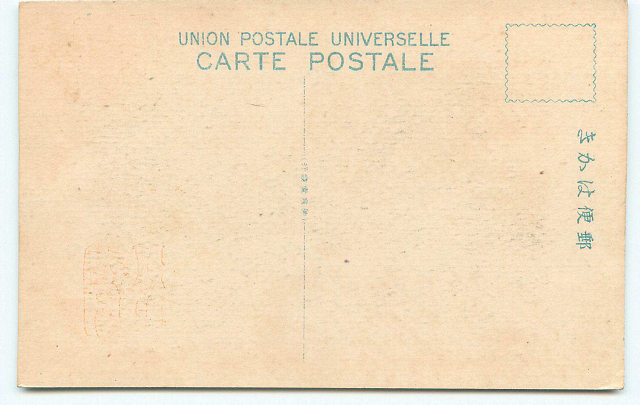 UNION POSTALE UNIVERSELLE
CARTE POSTALE
郵便はかき